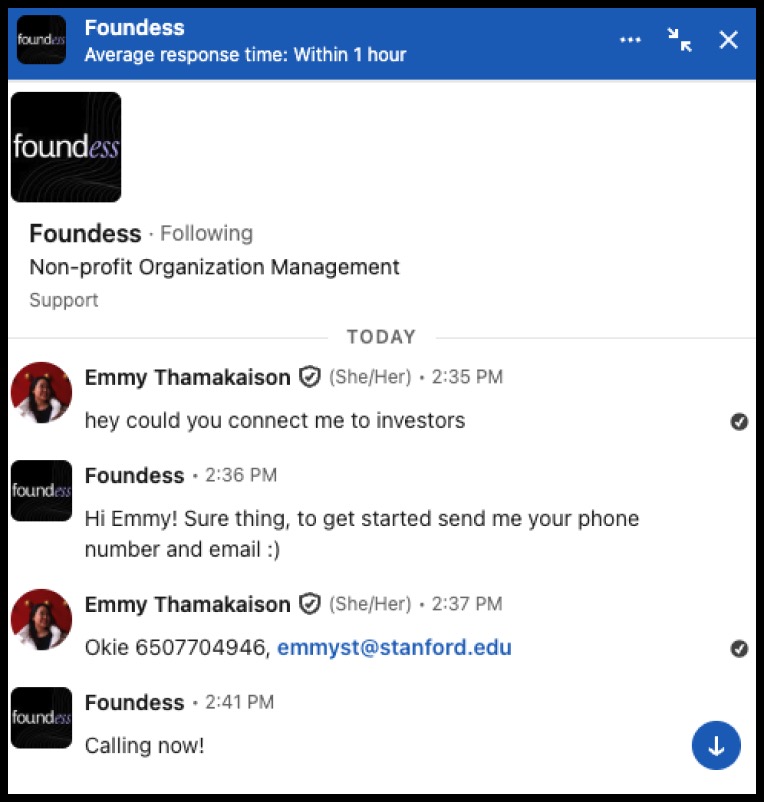 foundess
Foundess
Average response time: Within 1 hour
foundess
Foundess · Following
Non-profit Organization Management
Support
TODAY
Emmy Thamakaison (She/Her) • 2:35 PM
hey could you connect me to investors
foundess
Foundess • 2:36 PM
Hi Emmy! Sure thing, to get started send me your phone
number and email :)
Emmy Thamakaison (She/Her) • 2:37 PM
Okie 6507704946, emmyst@stanford.edu
foundess
Foundess • 2:41 PM
Calling now!